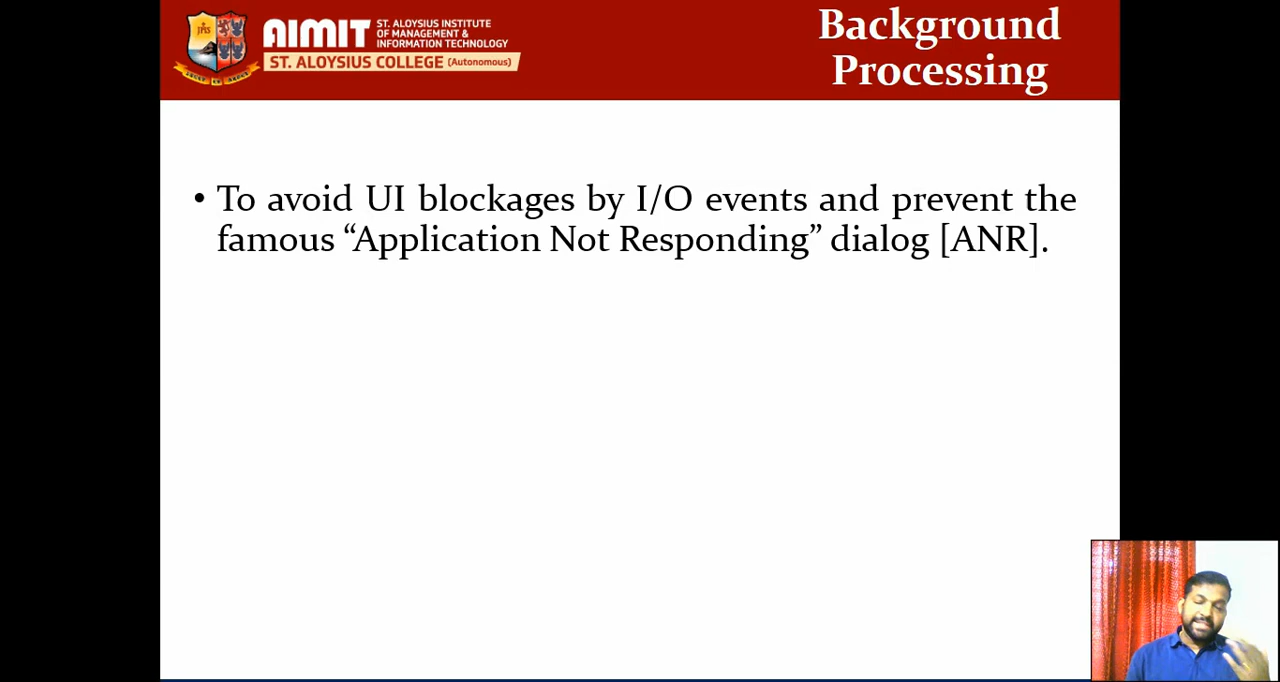 AIMIT
ST. ALOYSIUS INSTITUTE
OF MANAGEMENT &
INFORMATION TECHNOLOGY
ST. ALOYSIUS COLLEGE (Autonomous)
Background
Processing
• To avoid UI blockages by I/O events and prevent the
famous “Application Not Responding” dialog [ANR].